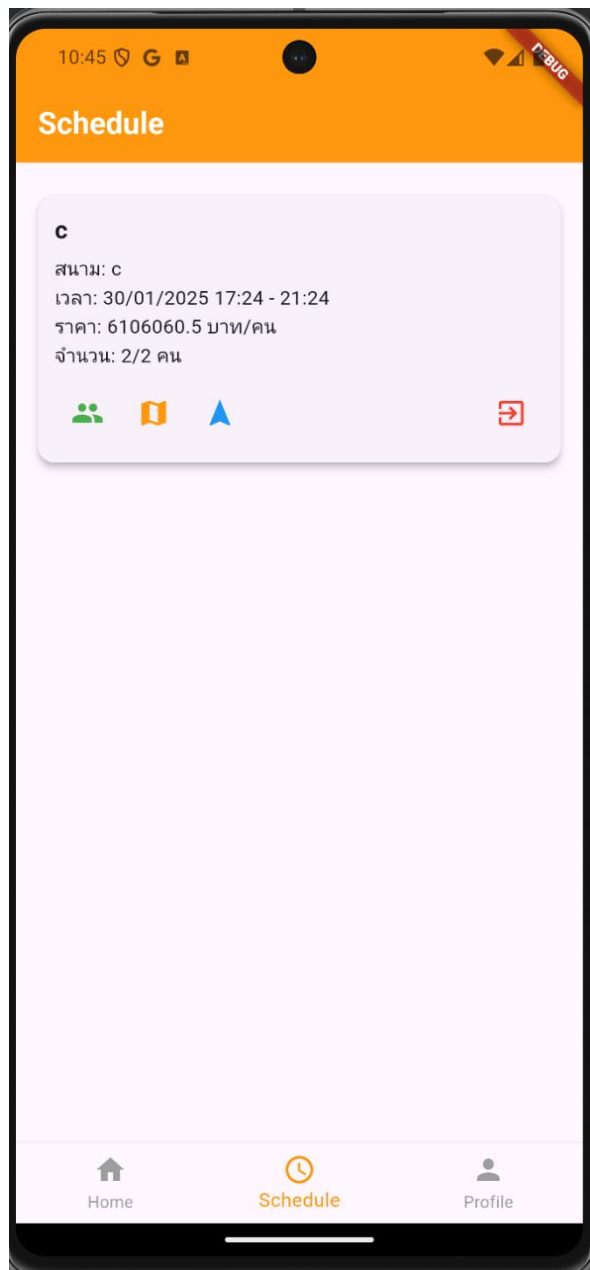 10:45 G A
DEBUG
Schedule
c
สนาม: c
เวลา: 30/01/2025 17:24 - 21:24
ราคา: 6106060.5 บาท/คน
จำนวน: 2/2 คน
Home
Schedule
Profile